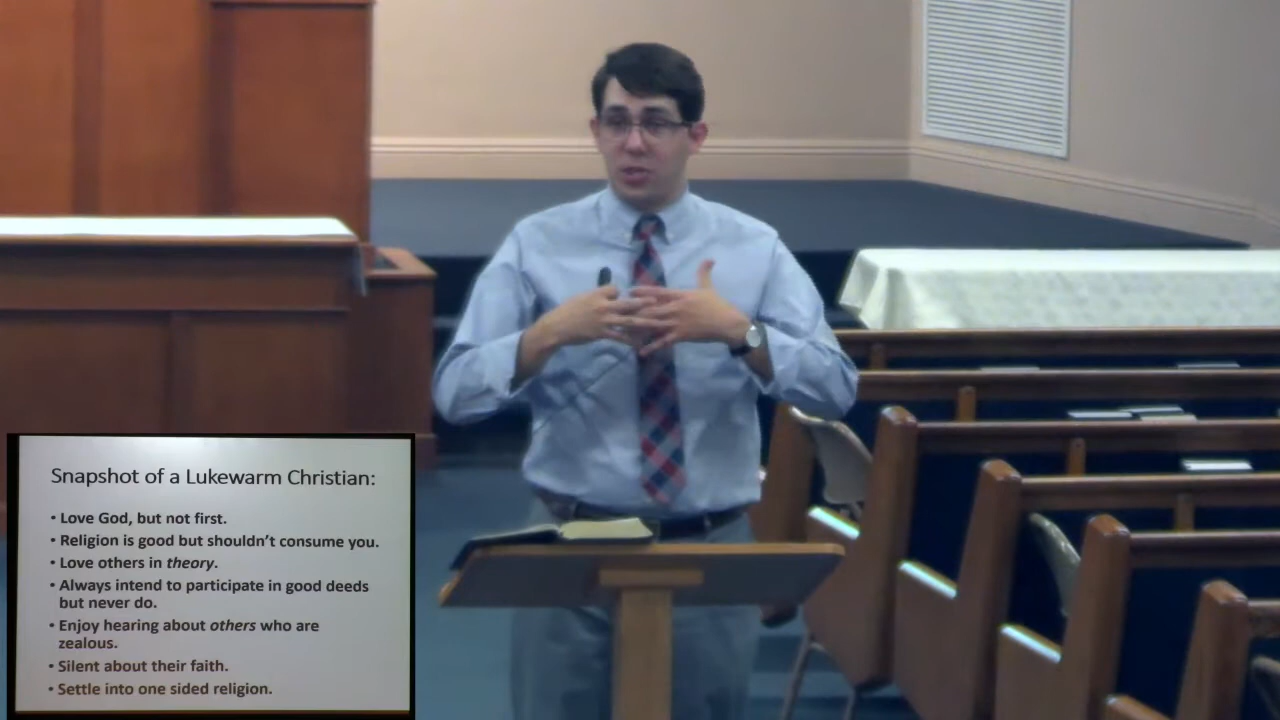 Snapshot of a Lukewarm Christian:
• Love God, but not first.
• Religion is good but shouldn't consume you.
• Love others in theory.
• Always intend to participate in good deeds
but never do.
• Enjoy hearing about others who are
zealous.
• Silent about their faith.
• Settle into one sided religion.